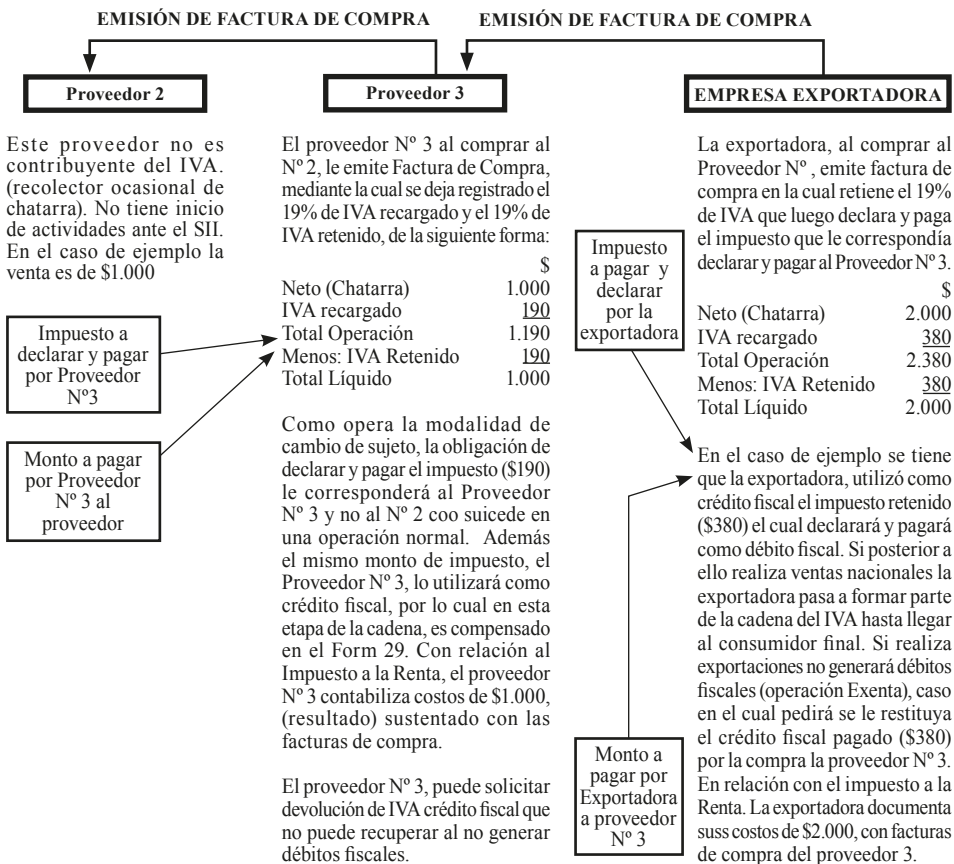 EMISIÓN DE FACTURA DE COMPRA
EMISIÓN DE FACTURA DE COMPRA
Proveedor 2
Proveedor 3
EMPRESA EXPORTADORA
Este proveedor no es
contribuyente del IVA.
(recolector ocasional de
chatarra). No tiene inicio
de actividades ante el SII.
En el caso de ejemplo la
venta es de $1.000
Impuesto a
declarar y pagar
por Proveedor
Nº3
Monto a pagar
por Proveedor
Nº 3 al
proveedor
El proveedor Nº 3 al comprar al
Nº 2, le emite Factura de Compra,
mediante la cual se deja registrado el
19% de IVA recargado y el 19% de
IVA retenido, de la siguiente forma:
$
Neto (Chatarra) 1.000
IVA recargado 190
Total Operación 1.190
Menos: IVA Retenido 190
Total Líquido 1.000
Como opera la modalidad de
cambio de sujeto, la obligación de
declarar y pagar el impuesto ($190)
le corresponderá al Proveedor
Nº 3 y no al Nº 2 coo suicede en
una operación normal. Además
el mismo monto de impuesto, el
Proveedor Nº 3, lo utilizará como
crédito fiscal, por lo cual en esta
etapa de la cadena, es compensado
en el Form 29. Con relación al
Impuesto a la Renta, el proveedor
Nº 3 contabiliza costos de $1.000,
(resultado) sustentado con las
facturas de compra.
El proveedor Nº 3, puede solicitar
devolución de IVA crédito fiscal que
no puede recuperar al no generar
débitos fiscales.
Impuesto
a pagar y
declarar
por la
exportadora
Monto a
pagar por
Exportadora
a proveedor
Nº 3
La exportadora, al comprar al
Proveedor Nº , emite factura de
compra en la cual retiene el 19%
de IVA que luego declara y paga
el impuesto que le correspondía
declarar y pagar al Proveedor Nº 3.
$
Neto (Chatarra) 2.000
IVA recargado 380
Total Operación 2.380
Menos: IVA Retenido 380
Total Líquido 2.000
En el caso de ejemplo se tiene
que la exportadora, utilizó como
crédito fiscal el impuesto retenido
($380) el cual declarará y pagará
como débito fiscal. Si posterior a
ello realiza ventas nacionales la
exportadora pasa a formar parte
de la cadena del IVA hasta llegar
al consumidor final. Si realiza
exportaciones no generará débitos
fiscales (operación Exenta), caso
en el cual pedirá se le restituya
el crédito fiscal pagado ($380)
por la compra la proveedor Nº 3.
En relación con el impuesto a la
Renta. La exportadora documenta
suss costos de $2.000, con facturas
de compra del proveedor 3.